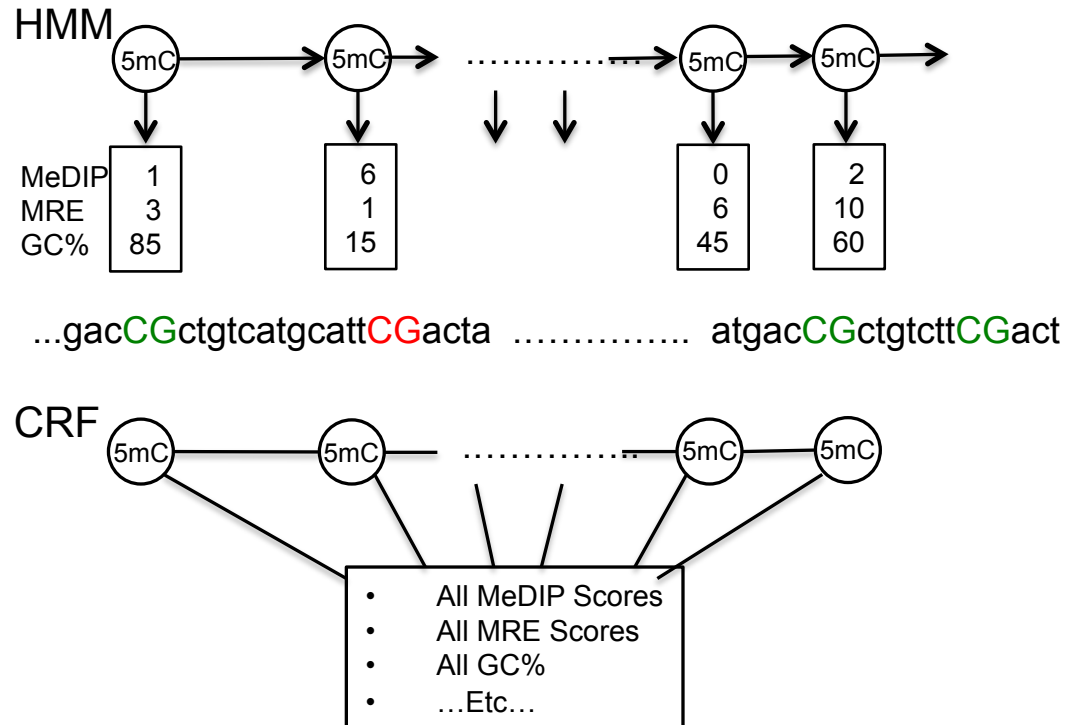 HMM
5mC 5mC ............... 5mC 5mC
MeDIP 1 6 0 2
MRE 3 1 6 10
GC% 85 15 45 60
...gacCGctgtcatgcattCGacta ............... atgacCGctgtcttCGact
CRF
5mC 5mC ............... 5mC 5mC
• All MeDIP Scores
• All MRE Scores
• All GC%
• ...Etc...